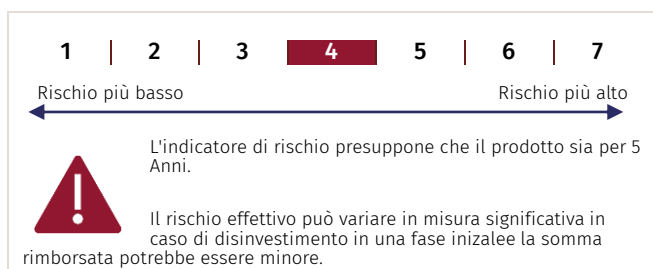 1 | 2 | 3 | 4 | 5 | 6 | 7
Rischio più basso Rischio più alto
L'indicatore di rischio presuppone che il prodotto sia per 5
Anni.
Il rischio effettivo può variare in misura significativa in
caso di disinvestimento in una fase inizalee la somma
rimborsata potrebbe essere minore.